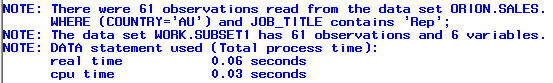 NOTE: There were 61 observations read from the data set ORION.SALES.
WHERE (COUNTRY='AU') and JOB_TITLE contains 'Rep';
NOTE: The data set WORK.SUBSET1 has 61 observations and 6 variables.
NOTE: DATA statement used (Total process time):
real time 0.06 seconds
cpu time 0.03 seconds